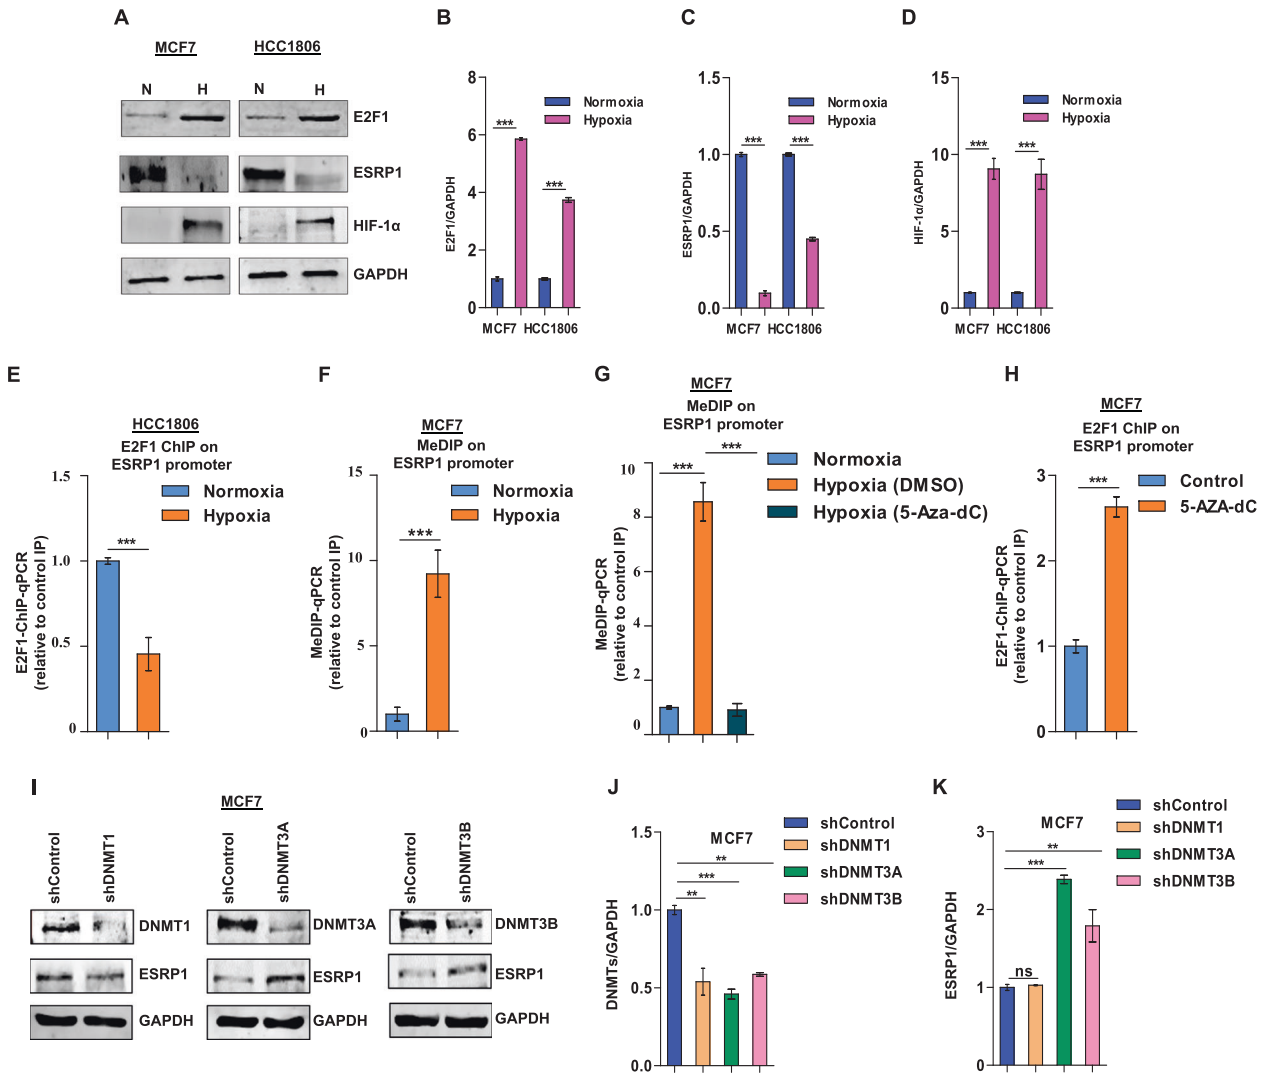 A
MCF7
HCC1806
N
H
N
H
E2F1
ESRP1
HIF-1α
GAPDH
B
8
6
4
2
0
E2F1/GAPDH
Normoxia
Hypoxia
***
***
MCF7 HCC1806
C
1.5
1.0
0.5
0.0
ESRP1/GAPDH
Normoxia
Hypoxia
***
***
MCF7 HCC1806
D
15
10
5
0
HIF-1α/GAPDH
Normoxia
Hypoxia
***
***
MCF7 HCC1806
E
HCC1806
E2F1 ChIP on
ESRP1 promoter
1.5
1.0
0.5
0
E2F1-ChIP-qPCR
(relative to control IP)
Normoxia
Hypoxia
***
F
MCF7
MeDIP on
ESRP1 promoter
15
10
5
0
MeDIP-qPCR
(relative to control IP)
Normoxia
Hypoxia
***
G
MCF7
MeDIP on
ESRP1 promoter
10
8
6
4
2
0
MeDIP-qPCR
(relative to control IP)
***
***
Normoxia
Hypoxia (DMSO)
Hypoxia (5-Aza-dC)
H
MCF7
E2F1 ChIP on
ESRP1 promoter
3
2
1
0
E2F1-ChIP-qPCR
(relative to control IP)
***
Control
5-AZA-dC
I
MCF7
shControl
shDNMT1
DNMT1
ESRP1
GAPDH
shControl
shDNMT3A
DNMT3A
ESRP1
GAPDH
shControl
shDNMT3B
DNMT3B
ESRP1
GAPDH
J
MCF7
1.5
1.0
0.5
0.0
DNMTs/GAPDH
**
***
**
shControl
shDNMT1
shDNMT3A
shDNMT3B
K
MCF7
3
2
1
0
ESRP1/GAPDH
**
***
ns
shControl
shDNMT1
shDNMT3A
shDNMT3B